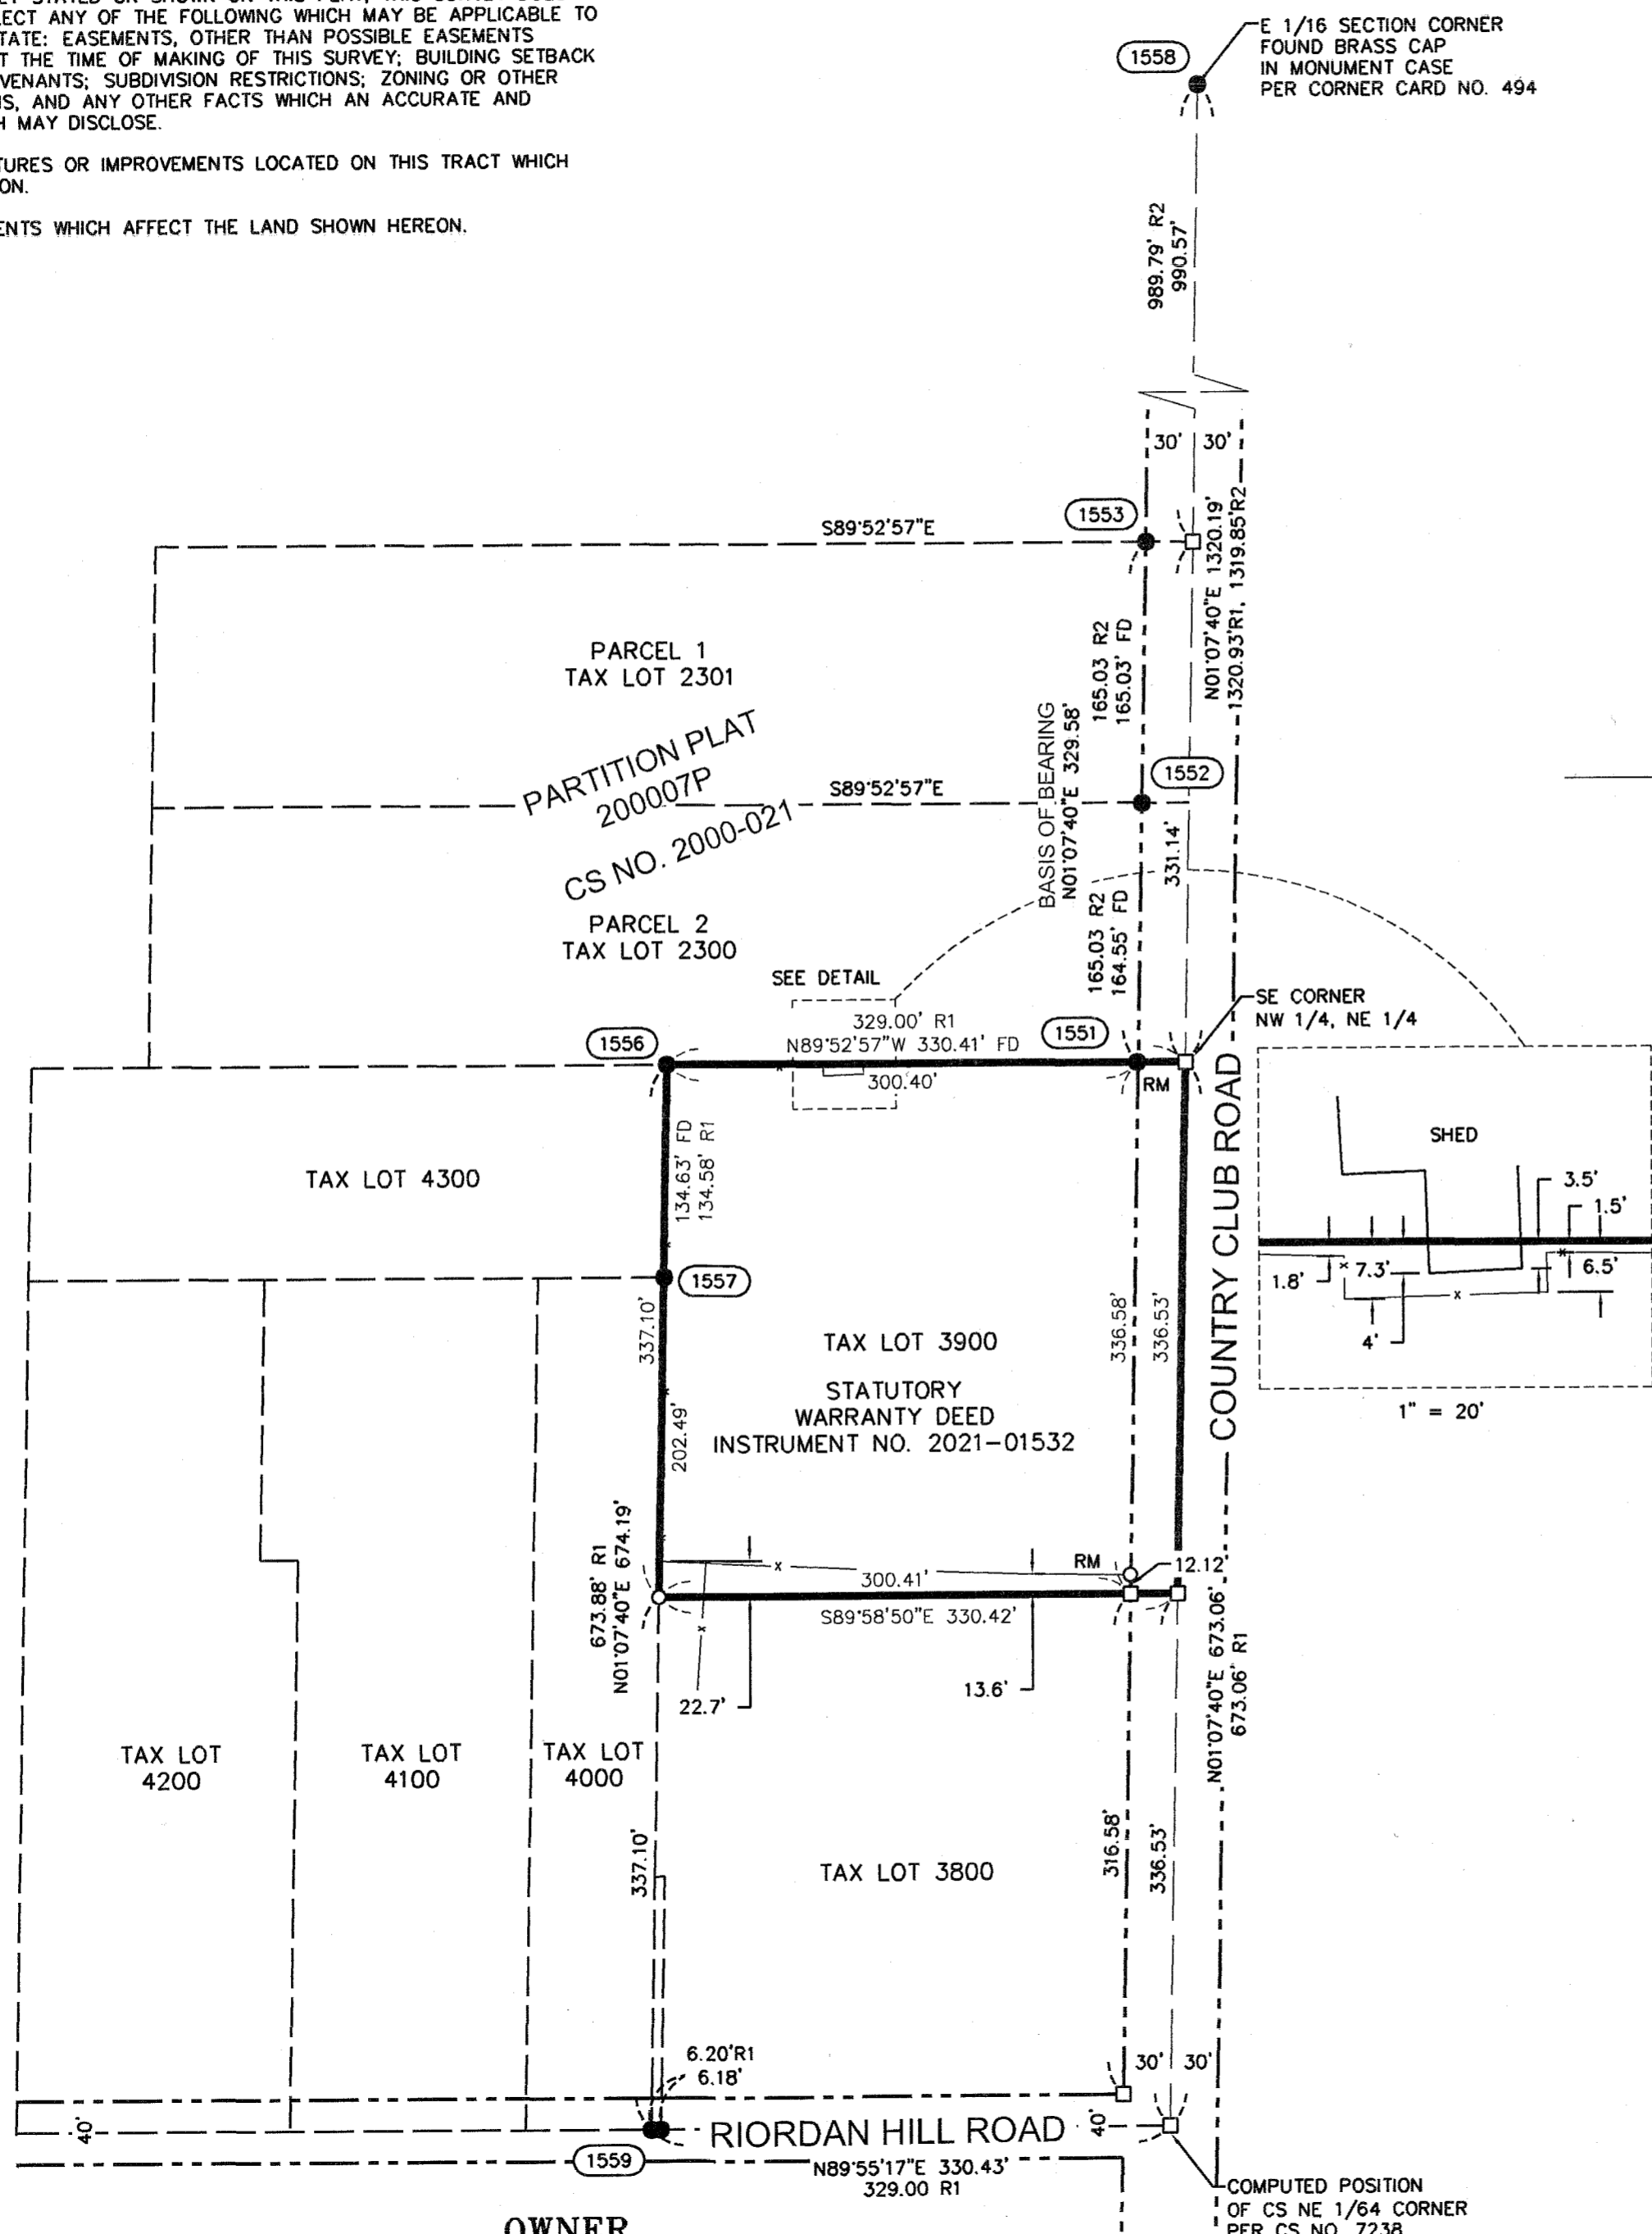 LECT ANY OF THE FOLLOWING WHICH MAY BE APPLICABLE TO
TATE: EASEMENTS, OTHER THAN POSSIBLE EASEMENTS
T THE TIME OF MAKING OF THIS SURVEY; BUILDING SETBACK
VENANTS; SUBDIVISION RESTRICTIONS; ZONING OR OTHER
IS, AND ANY OTHER FACTS WHICH AN ACCURATE AND
H MAY DISCLOSE.
TURES OR IMPROVEMENTS LOCATED ON THIS TRACT WHICH
ON.
ENTS WHICH AFFECT THE LAND SHOWN HEREON.
1558
E 1/16 SECTION CORNER
FOUND BRASS CAP
IN MONUMENT CASE
PER CORNER CARD NO. 494
989.79' R2
990.57'
30' 30'
1553
S89°52'57"E
N01°07'40"E 1320.19'
1320.93'R1, 1319.85'R2
PARCEL 1
TAX LOT 2301
165.03 R2
165.03' FD
PARTITION PLAT
200007P
CS NO. 2000-021
S89°52'57"E
BASIS OF BEARING
N01°07'40"E 329.58'
1552
331.14'
165.03 R2
164.55' FD
PARCEL 2
TAX LOT 2300
SEE DETAIL
329.00' R1
N89°52'57"W 330.41' FD
300.40'
1556
1551
RM
SE CORNER
NW 1/4, NE 1/4
134.63' FD
134.58' R1
TAX LOT 4300
1557
COUNTRY CLUB ROAD
SHED
3.5'
1.5'
1.8'
7.3'
6.5'
4'
1" = 20'
337.10'
202.49'
TAX LOT 3900
STATUTORY
WARRANTY DEED
INSTRUMENT NO. 2021-01532
336.58'
336.53'
673.88' R1
N01°07'40"E 674.19'
300.41'
RM
12.12'
S89°58'50"E 330.42'
22.7'
13.6'
N01°07'40"E 673.06'
673.06' R1
TAX LOT
4200
TAX LOT
4100
TAX LOT
4000
337.10'
TAX LOT 3800
316.58'
336.53'
6.20'R1
6.18'
30' 30'
40'
RIORDAN HILL ROAD
40'
1559
N89°55'17"E 330.43'
329.00 R1
COMPUTED POSITION
OF CS NE 1/64 CORNER
PER CS NO. 7238
OWNER